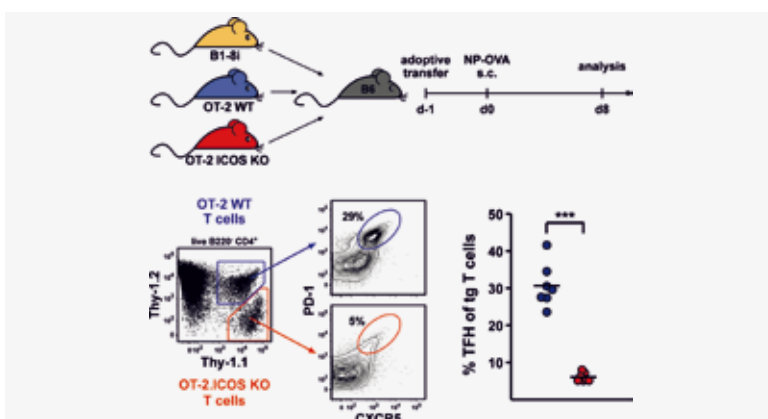 B1-8i
OT-2 WT
OT-2 ICOS KO
B6
adoptive
transfer
NP-OVA
s.c.
analysis
d-1
d0
d8
OT-2 WT
T cells
live B220- CD4+
Thy-1.2
Thy-1.1
OT-2.ICOS KO
T cells
29%
PD-1
5%
CXCR5
% TFH of tg T cells
50
40
30
20
10
***